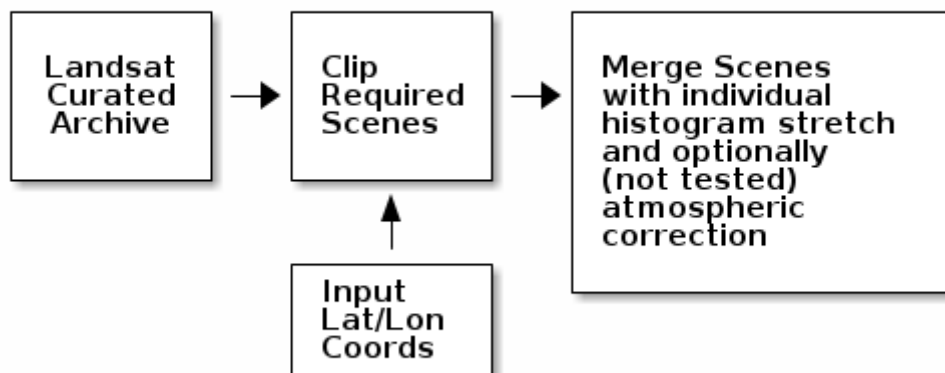 Landsat
Curated
Archive
Clip
Required
Scenes
Merge Scenes
with individual
histogram stretch
and optionally
(not tested)
atmospheric
correction
Input
Lat/Lon
Coords